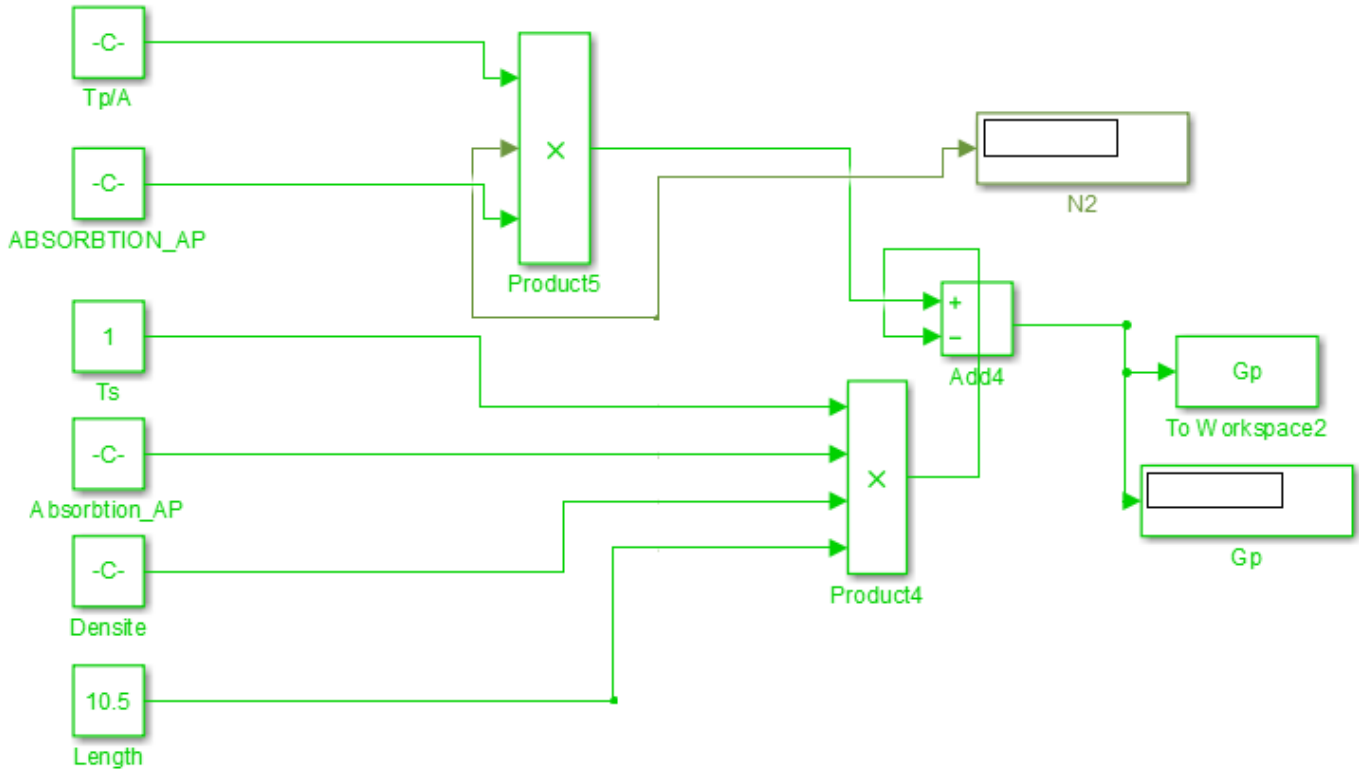 -C-
Tp/A
-C-
ABSORBTION_AP
×
Product5
N2
1
Ts
+
−
Add4
Gp
To Workspace2
-C-
Absorbtion_AP
×
Product4
Gp
-C-
Densite
10.5
Length